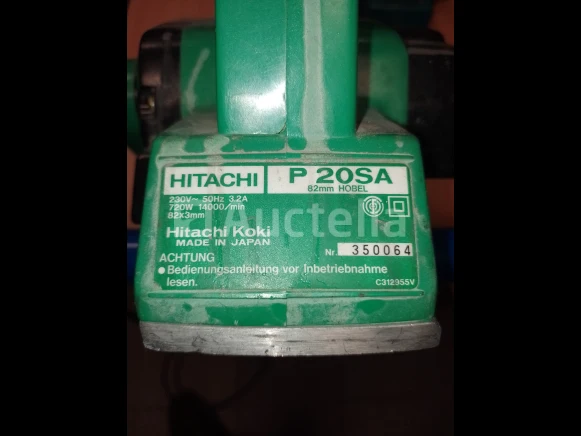 HITACHI
P 20SA
82mm HOBEL
230V~ 50Hz 3.2A
720W 14000/min
82X3mm
Auctelia
Hitachi Koki
MADE IN JAPAN
Nr. 350064
ACHTUNG
● Bedienungsanleitung vor Inbetriebnahme
lesen.
C312955V